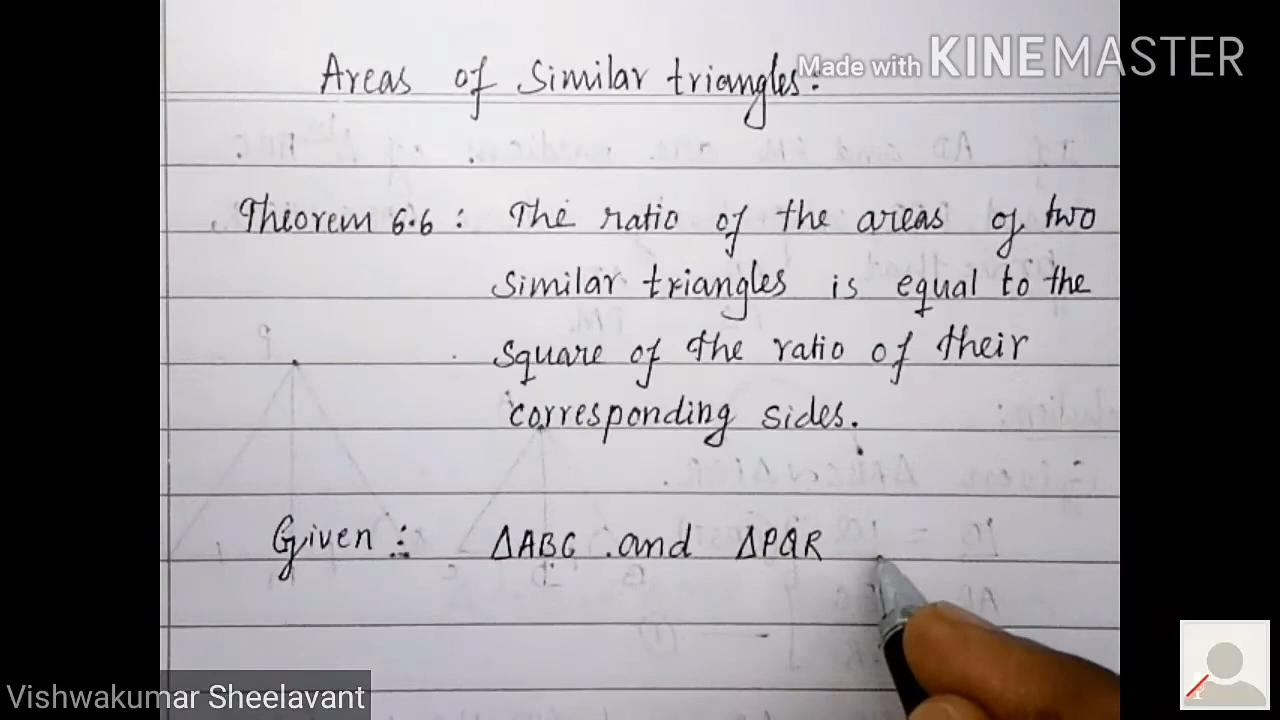 Made with KINEMASTER
Areas of Similar triangles:
Theorem 6.6 : The ratio of the areas of two
similar triangles is equal to the
square of the ratio of their
corresponding sides.
Given : ΔABC and ΔPQR
Vishwakumar Sheelavant